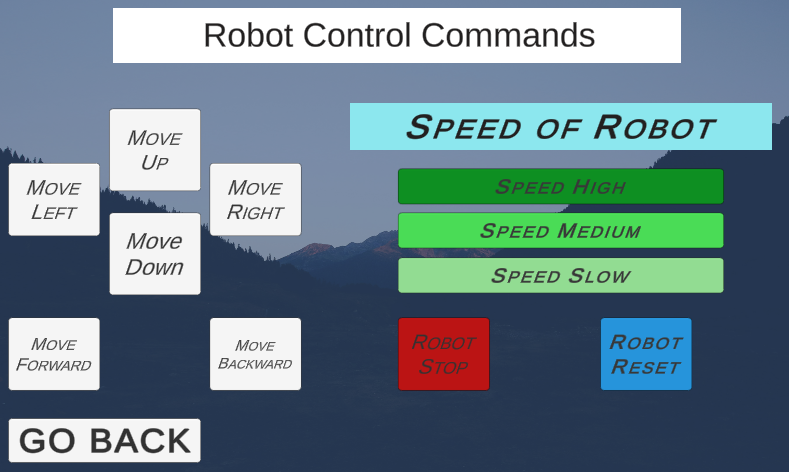 Robot Control Commands
Speed of Robot
Move
Up
Move
Left
Move
Right
Move
Down
Speed High
Speed Medium
Speed Slow
Move
Forward
Move
Backward
Robot
Stop
Robot
Reset
GO BACK